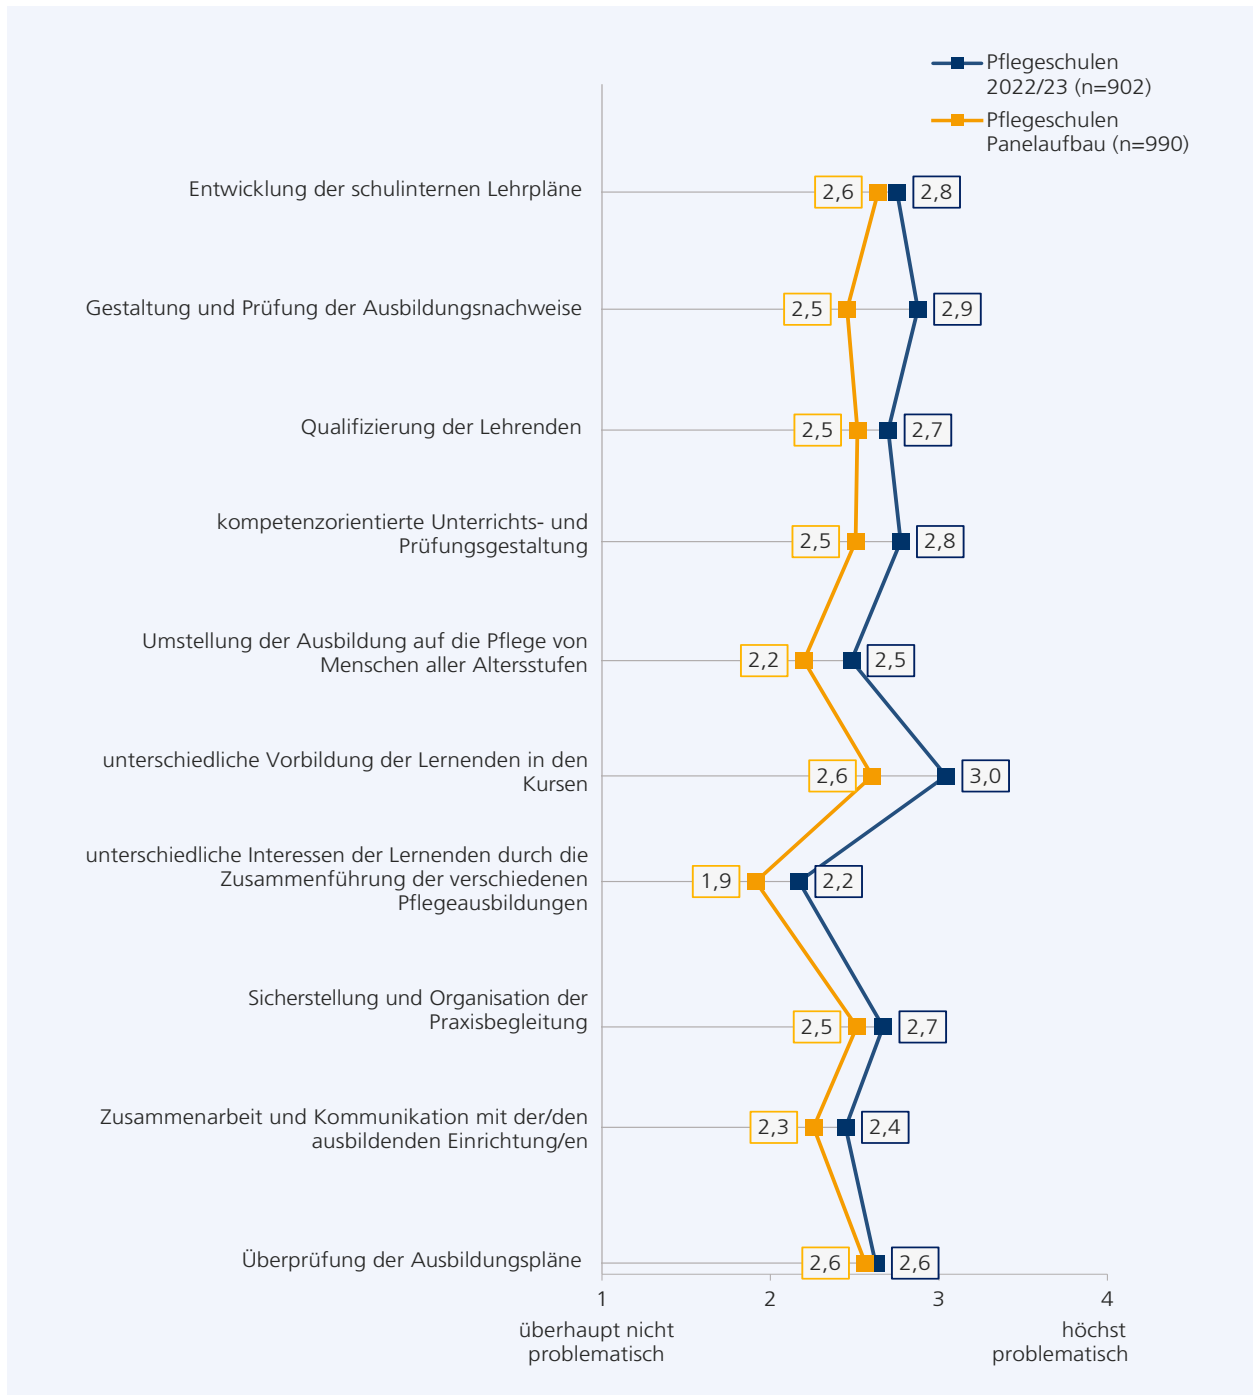 Pflegeschulen
2022/23 (n=902)
Pflegeschulen
Panelaufbau (n=990)
Entwicklung der schulinternen Lehrpläne
2,6
2,8
Gestaltung und Prüfung der Ausbildungsnachweise
2,5
2,9
Qualifizierung der Lehrenden
2,5
2,7
kompetenzorientierte Unterrichts- und
Prüfungsgestaltung
2,5
2,8
Umstellung der Ausbildung auf die Pflege von
Menschen aller Altersstufen
2,2
2,5
unterschiedliche Vorbildung der Lernenden in den
Kursen
2,6
3,0
unterschiedliche Interessen der Lernenden durch die
Zusammenführung der verschiedenen
Pflegeausbildungen
1,9
2,2
Sicherstellung und Organisation der
Praxisbegleitung
2,5
2,7
Zusammenarbeit und Kommunikation mit der/den
ausbildenden Einrichtung/en
2,3
2,4
Überprüfung der Ausbildungspläne
2,6
2,6
1
2
3
4
überhaupt nicht
problematisch
höchst
problematisch